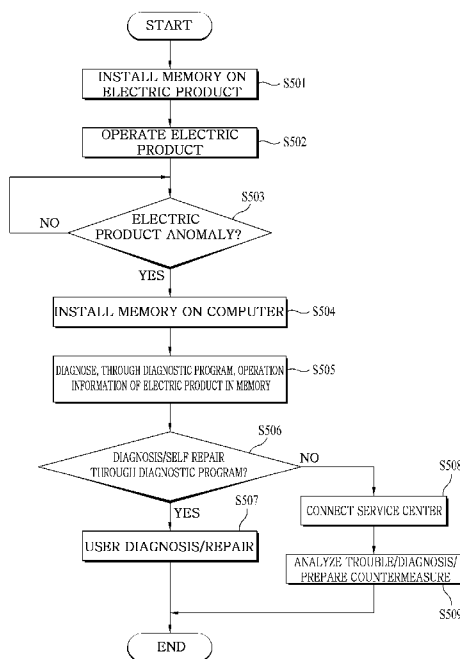 START
INSTALL MEMORY ON
ELECTRIC PRODUCT
S501
OPERATE ELECTRIC
PRODUCT
S502
S503
ELECTRIC
PRODUCT ANOMALY?
NO
YES
INSTALL MEMORY ON COMPUTER
S504
DIAGNOSE, THROUGH DIAGNOSTIC PROGRAM, OPERATION
INFORMATION OF ELECTRIC PRODUCT IN MEMORY
S505
S506
DIAGNOSIS/SELF REPAIR
THROUGH DIAGNOSTIC PROGRAM?
NO
YES
S507
USER DIAGNOSIS/REPAIR
S508
CONNECT SERVICE CENTER
ANALYZE TROUBLE/DIAGNOSIS/
PREPARE COUNTERMEASURE
S509
END